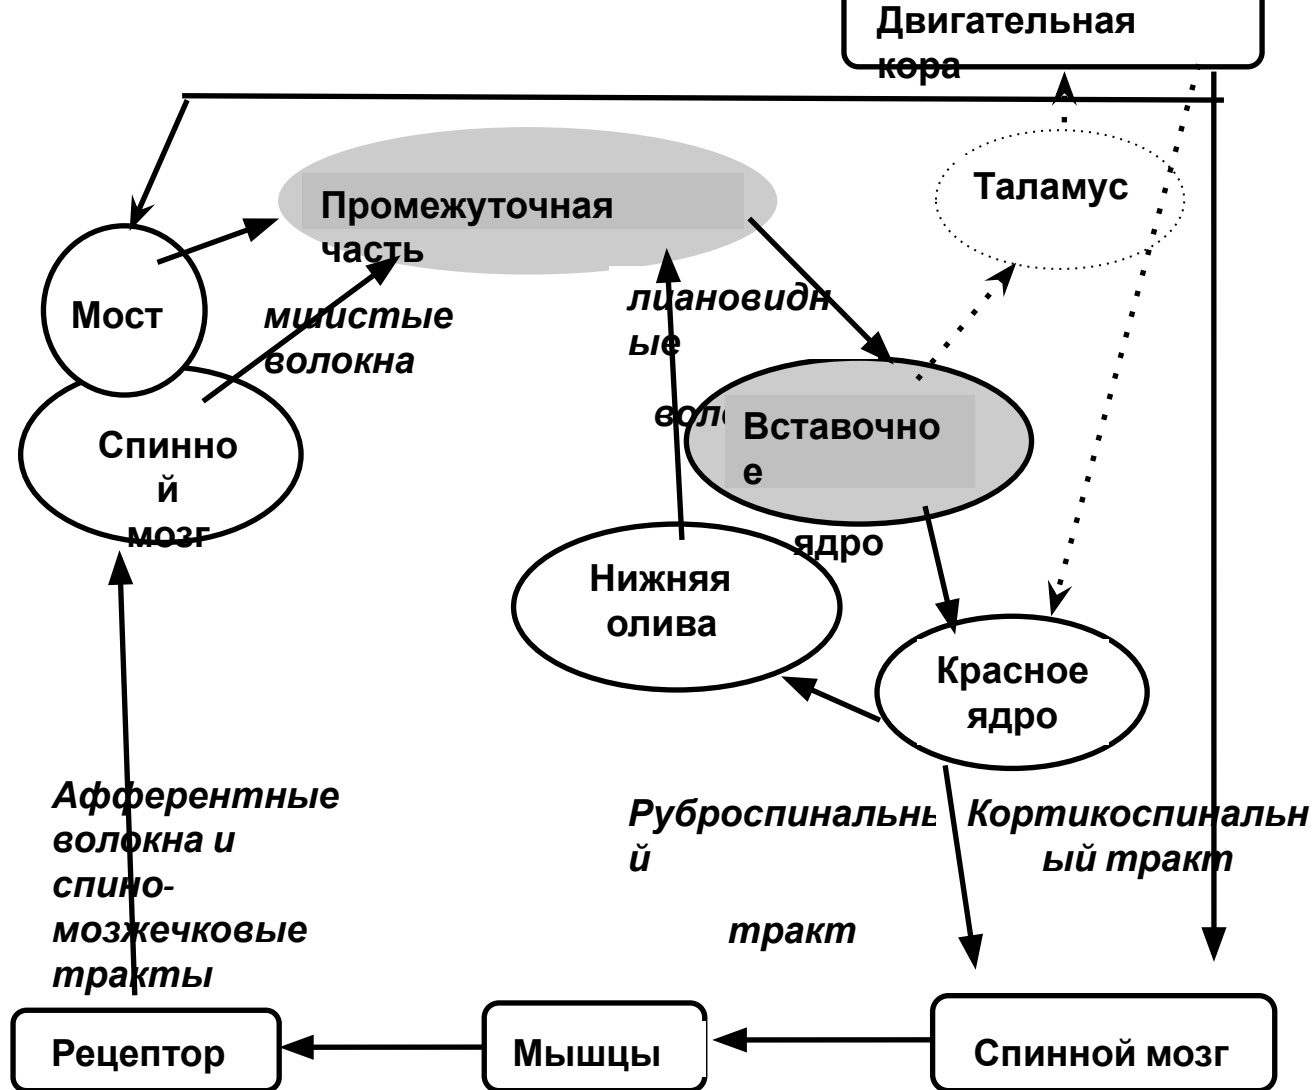 Двигательная
кора
Таламус
Промежуточная
часть
Мост
мшистые
волокна
лиановидн
ые
Вставочно
е
ядро
Спинно
й
мозг
Нижняя
олива
Красное
ядро
Афферентные
волокна и
спино-
мозжечковые
тракты
Руброспинальны
й
тракт
Кортикоспинальн
ый тракт
Рецептор
Мышцы
Спинной мозг